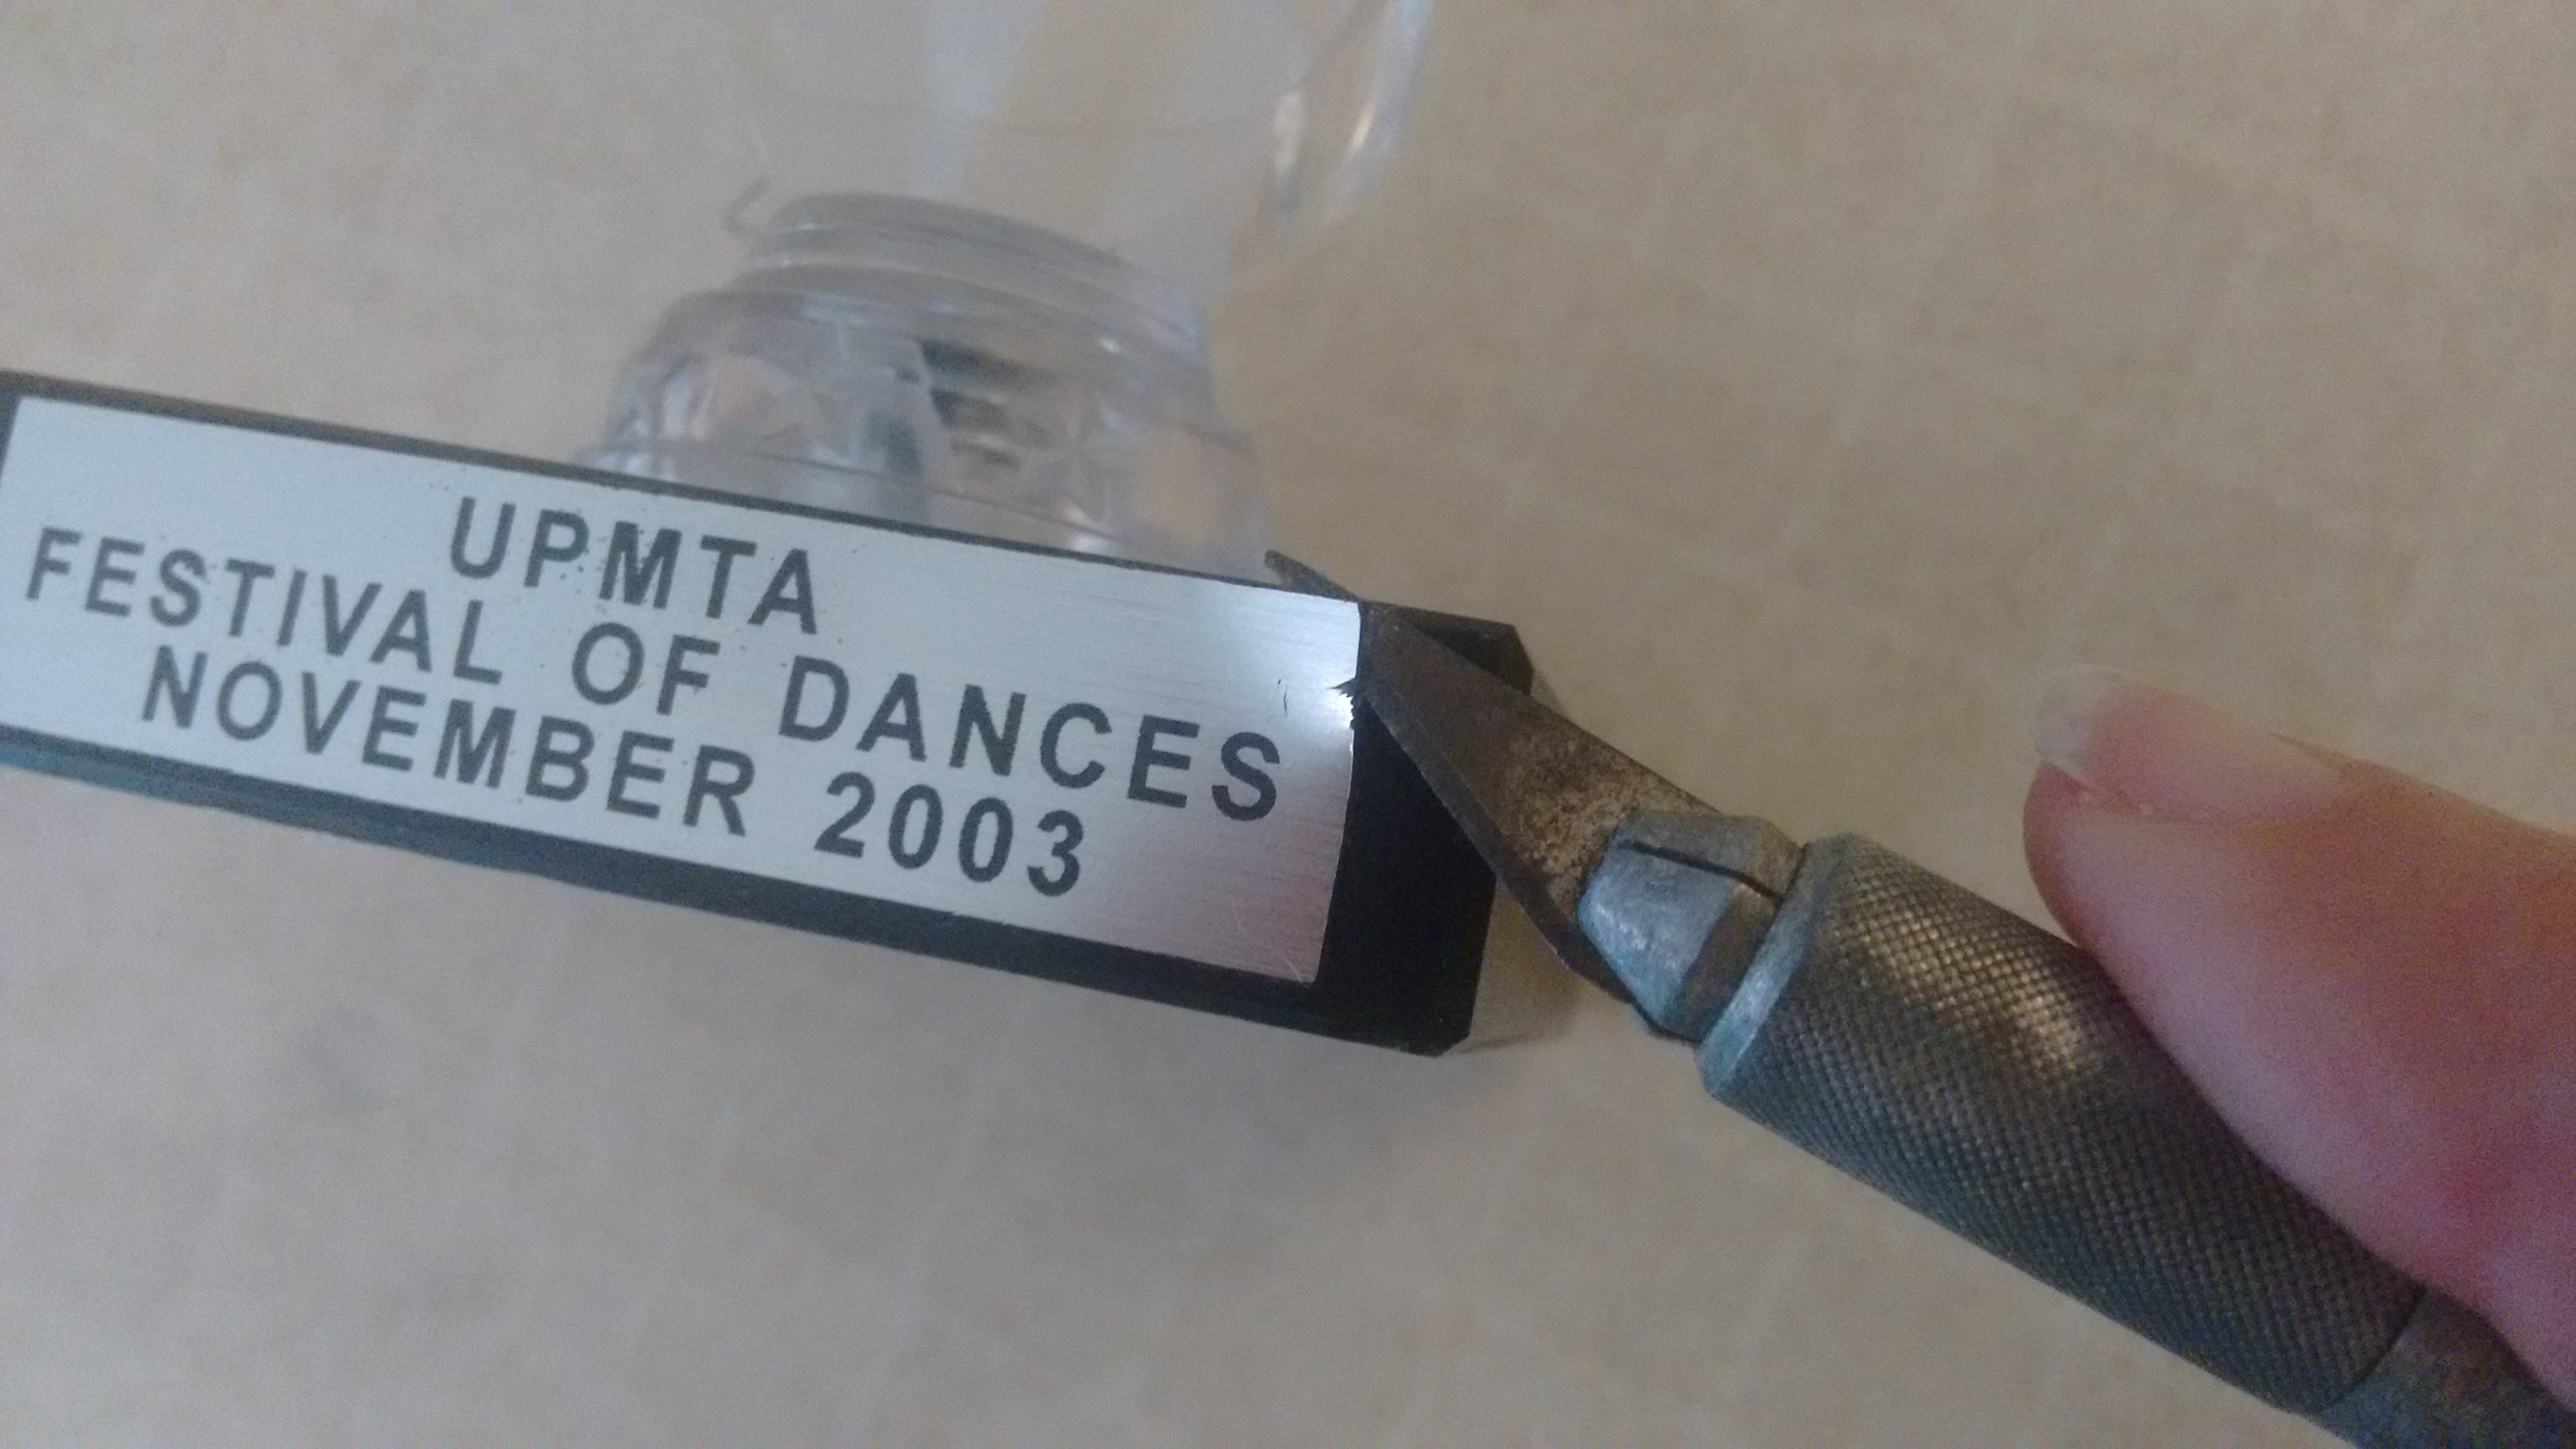 UPMTA
FESTIVAL OF DANCES
NOVEMBER 2003